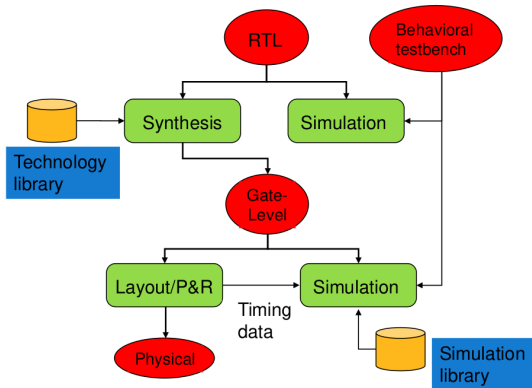 RTL
Behavioral
testbench
Synthesis
Simulation
Technology
library
Gate-
Level
Layout/P&R
Simulation
Timing
data
Physical
Simulation
library